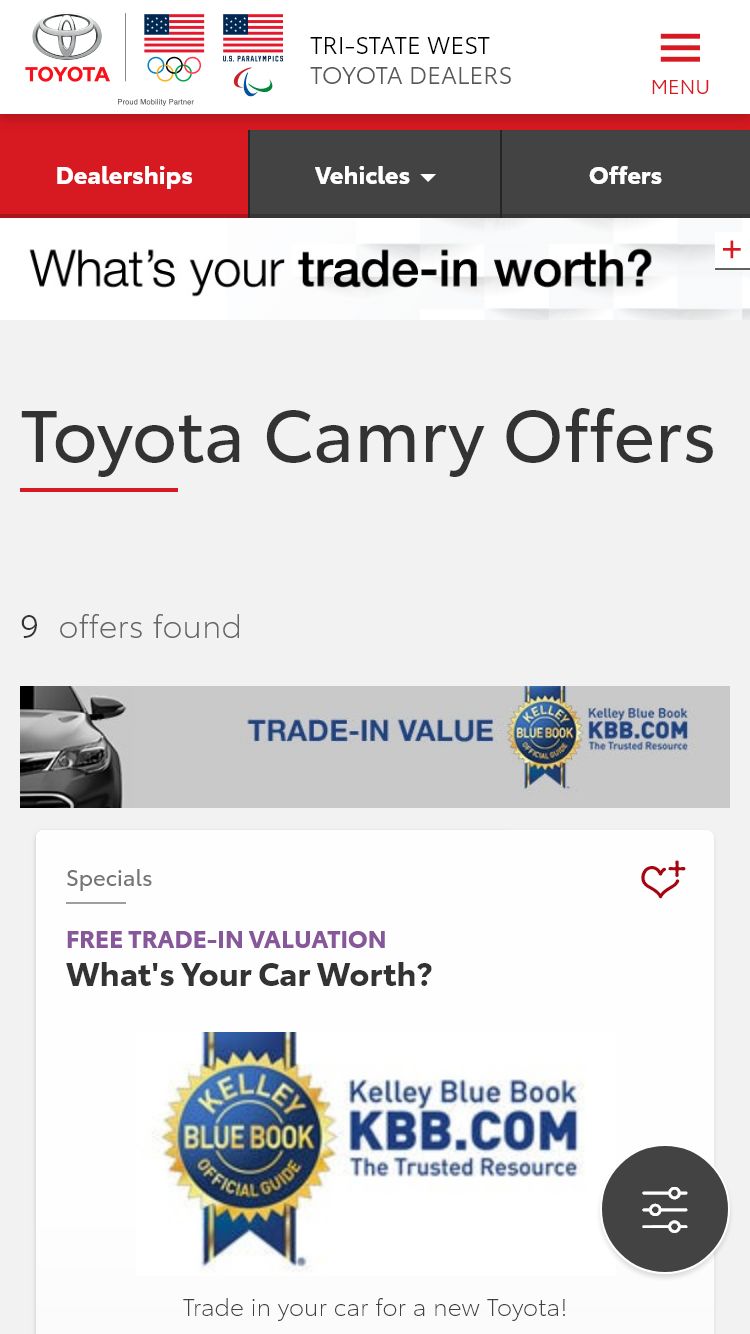 TOYOTA
U.S. PARALYMPICS
Proud Mobility Partner
TRI-STATE WEST
TOYOTA DEALERS
MENU
Dealerships
Vehicles
Offers
What's your trade-in worth?
+
Toyota Camry Offers
9 offers found
TRADE-IN VALUE
KELLEY
BLUE BOOK
OFFICIAL GUIDE
Kelley Blue Book
KBB.COM
The Trusted Resource
Specials
FREE TRADE-IN VALUATION
What's Your Car Worth?
KELLEY
BLUE BOOK
OFFICIAL GUIDE
Kelley Blue Book
KBB.COM
The Trusted Resource
Trade in your car for a new Toyota!